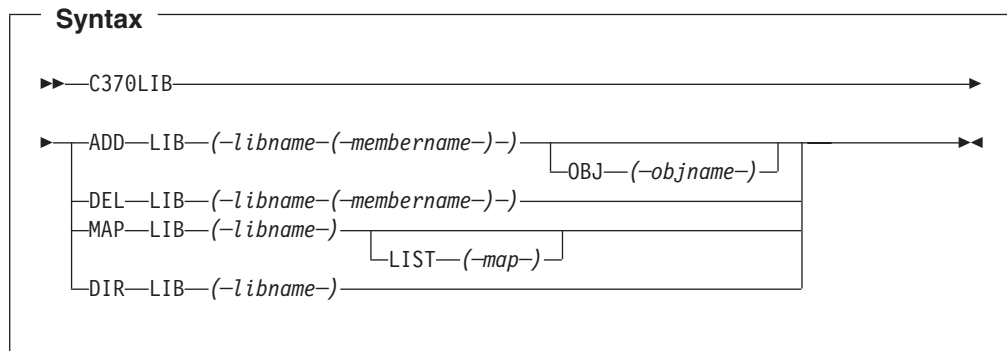 Syntax
C370LIB
ADD LIB (libname(membername))
OBJ (objname)
DEL LIB (libname(membername))
MAP LIB (libname)
LIST (map)
DIR LIB (libname)